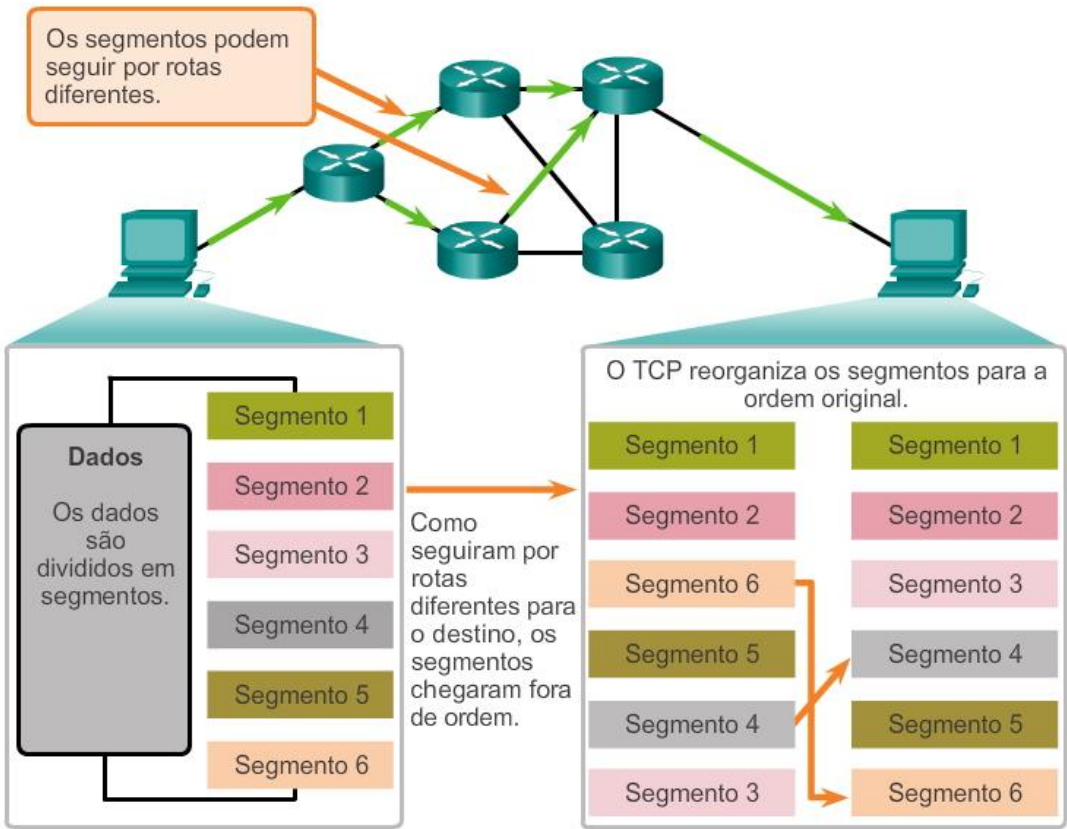 Os segmentos podem
seguir por rotas
diferentes.
Dados
Os dados
são
divididos em
segmentos.
Segmento 1
Segmento 2
Segmento 3
Segmento 4
Segmento 5
Segmento 6
Como
seguiram por
rotas
diferentes para
o destino, os
segmentos
chegaram fora
de ordem.
O TCP reorganiza os segmentos para a
ordem original.
Segmento 1
Segmento 2
Segmento 6
Segmento 5
Segmento 4
Segmento 3
Segmento 1
Segmento 2
Segmento 3
Segmento 4
Segmento 5
Segmento 6